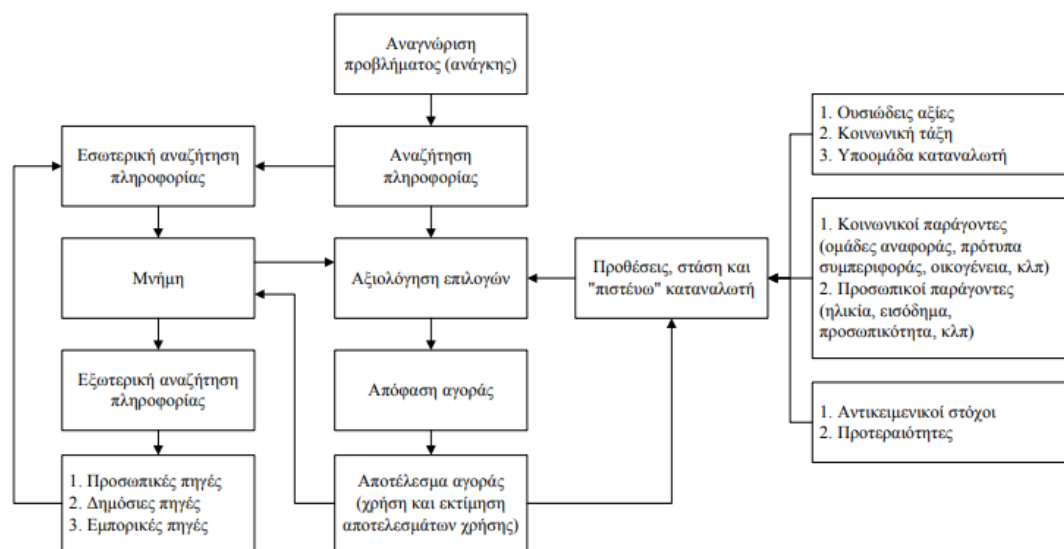 Αναγνώριση
προβλήματος (ανάγκης)
Εσωτερική αναζήτηση
πληροφορίας
Αναζήτηση
πληροφορίας
1. Ουσιώδεις αξίες
2. Κοινωνική τάξη
3. Υποομάδα καταναλωτή
Μνήμη
Αξιολόγηση επιλογών
Προθέσεις, στάση και
"πιστέυω" καταναλωτή
1. Κοινωνικοί παράγοντες
(ομάδες αναφοράς, πρότυπα
συμπεριφοράς, οικογένεια, κλπ)
2. Προσωπικοί παράγοντες
(ηλικία, εισόδημα,
προσωπικότητα, κλπ)
Εξωτερική αναζήτηση
πληροφορίας
Απόφαση αγοράς
1. Αντικειμενικοί στόχοι
2. Προτεραιότητες
1. Προσωπικές πηγές
2. Δημόσιες πηγές
3. Εμπορικές πηγές
Αποτέλεσμα αγοράς
(χρήση και εκτίμηση
αποτελεσμάτων χρήσης)